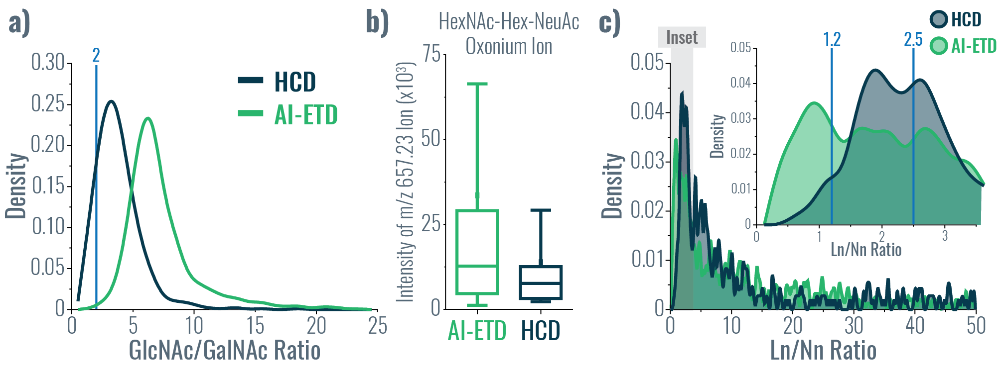 a)
2
0.30
0.25
0.20
0.15
0.10
0.05
0
Density
0
5
10
15
20
25
GlcNAc/GalNAc Ratio
HCD
AI-ETD
b)
HexNAc-Hex-NeuAc
Oxonium Ion
75
50
25
0
Intensity of m/z 657.23 Ion (x10³)
AI-ETD
HCD
c)
Inset
0.05
0.04
0.03
0.02
0.01
0
Density
0
10
20
30
40
50
Ln/Nn Ratio
1.2
2.5
0.05
0.04
0.03
0.02
0.01
0
Density
0
1
2
3
Ln/Nn Ratio
HCD
AI-ETD